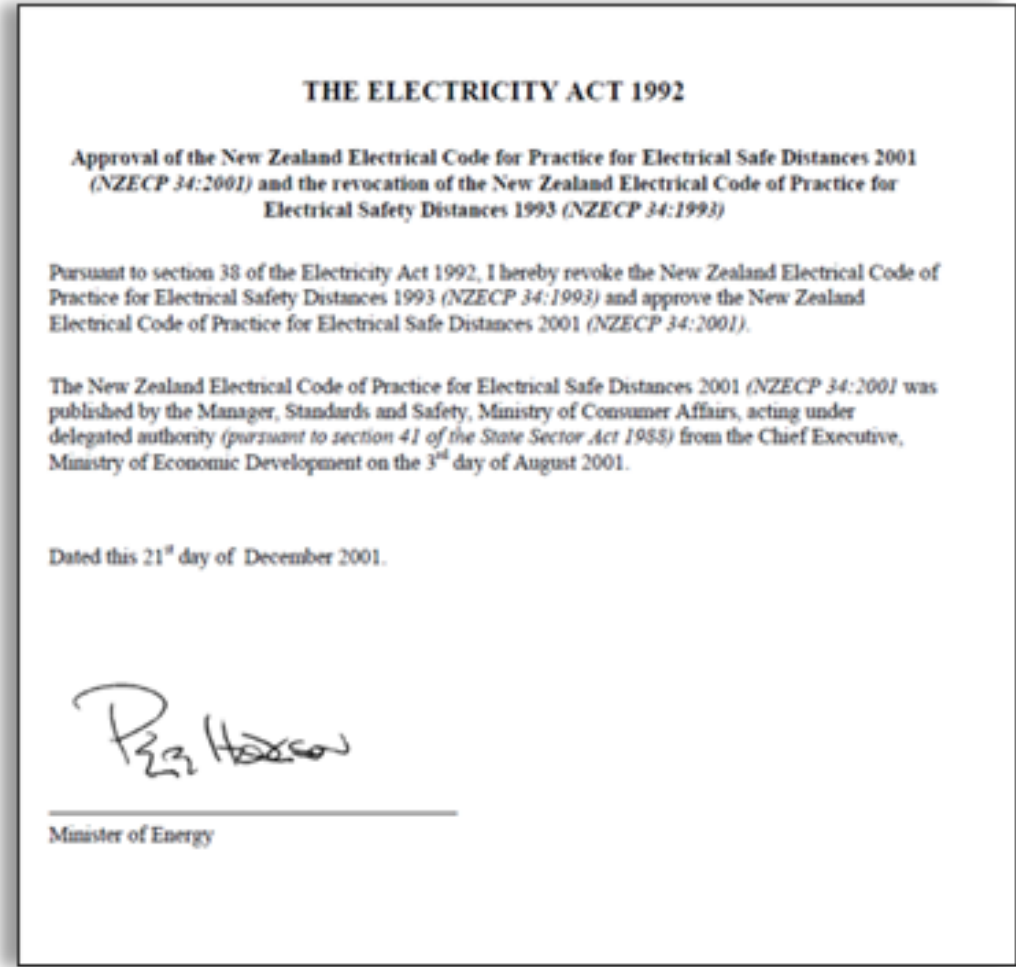 THE ELECTRICITY ACT 1992
Approval of the New Zealand Electrical Code for Practice for Electrical Safe Distances 2001
(NZECP 34:2001) and the revocation of the New Zealand Electrical Code of Practice for
Electrical Safety Distances 1993 (NZECP 34:1993)
Pursuant to section 38 of the Electricity Act 1992, I hereby revoke the New Zealand Electrical Code of
Practice for Electrical Safety Distances 1993 (NZECP 34:1993) and approve the New Zealand
Electrical Code of Practice for Electrical Safe Distances 2001 (NZECP 34:2001).
The New Zealand Electrical Code of Practice for Electrical Safe Distances 2001 (NZECP 34:2001 was
published by the Manager, Standards and Safety, Ministry of Consumer Affairs, acting under
delegated authority (pursuant to section 41 of the State Sector Act 1988) from the Chief Executive,
Ministry of Economic Development on the 3rd day of August 2001.
Dated this 21st day of December 2001.
Minister of Energy